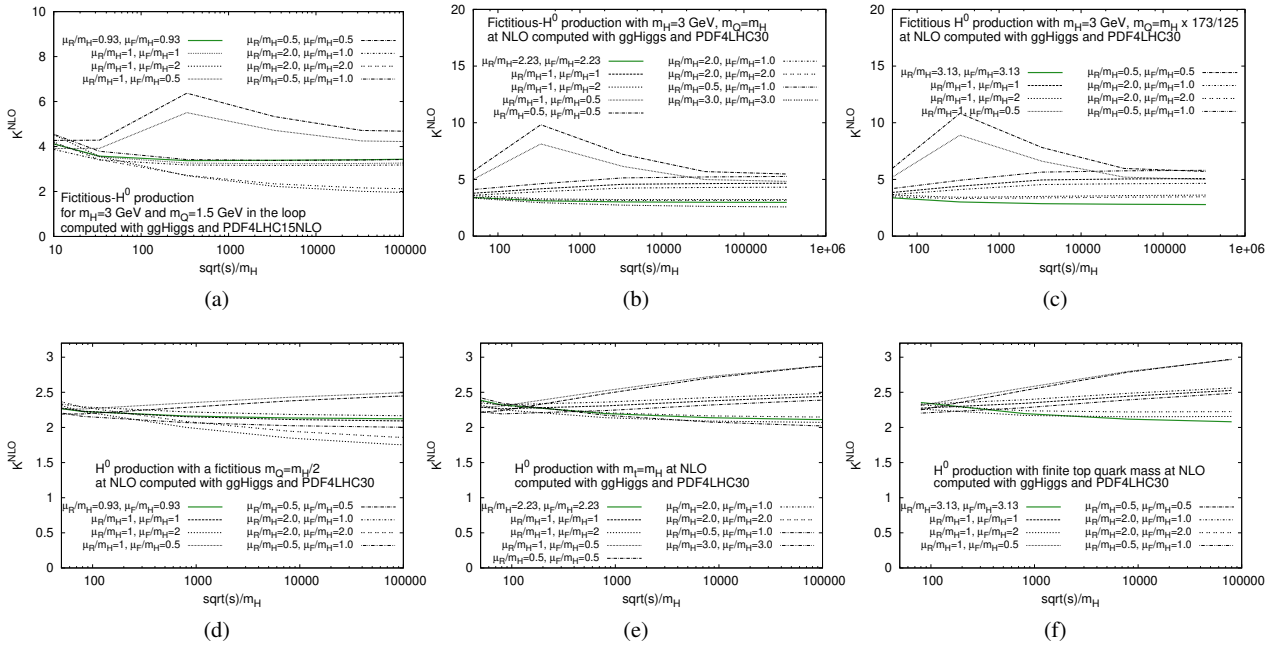 10
8
6
4
2
0
K^NLO
μ_R/m_H=0.93, μ_F/m_H=0.93
μ_R/m_H=1, μ_F/m_H=1
μ_R/m_H=1, μ_F/m_H=2
μ_R/m_H=1, μ_F/m_H=0.5
μ_R/m_H=0.5, μ_F/m_H=0.5
μ_R/m_H=2.0, μ_F/m_H=1.0
μ_R/m_H=2.0, μ_F/m_H=2.0
μ_R/m_H=0.5, μ_F/m_H=1.0
Fictitious-H^0 production
for m_H=3 GeV and m_Q=1.5 GeV in the loop
computed with ggHiggs and PDF4LHC15NLO
10 100 1000 10000 100000
sqrt(s)/m_H
(a)
20
15
10
5
0
K^NLO
Fictitious-H^0 production with m_H=3 GeV, m_Q=m_H
at NLO computed with ggHiggs and PDF4LHC30
μ_R/m_H=2.23, μ_F/m_H=2.23
μ_R/m_H=1, μ_F/m_H=1
μ_R/m_H=1, μ_F/m_H=2
μ_R/m_H=1, μ_F/m_H=0.5
μ_R/m_H=0.5, μ_F/m_H=0.5
μ_R/m_H=2.0, μ_F/m_H=1.0
μ_R/m_H=2.0, μ_F/m_H=2.0
μ_R/m_H=0.5, μ_F/m_H=1.0
μ_R/m_H=3.0, μ_F/m_H=3.0
100 1000 10000 100000 1e+06
sqrt(s)/m_H
(b)
20
15
10
5
0
K^NLO
Fictitious H^0 production with m_H=3 GeV, m_Q=m_H x 173/125
at NLO computed with ggHiggs and PDF4LHC30
μ_R/m_H=3.13, μ_F/m_H=3.13
μ_R/m_H=1, μ_F/m_H=1
μ_R/m_H=1, μ_F/m_H=2
μ_R/m_H=1, μ_F/m_H=0.5
μ_R/m_H=0.5, μ_F/m_H=0.5
μ_R/m_H=2.0, μ_F/m_H=1.0
μ_R/m_H=2.0, μ_F/m_H=2.0
μ_R/m_H=0.5, μ_F/m_H=1.0
100 1000 10000 100000 1e+06
sqrt(s)/m_H
(c)
3
2.5
2
1.5
1
0.5
0
K^NLO
H^0 production with a fictitious m_Q=m_H/2
at NLO computed with ggHiggs and PDF4LHC30
μ_R/m_H=0.93, μ_F/m_H=0.93
μ_R/m_H=1, μ_F/m_H=1
μ_R/m_H=1, μ_F/m_H=2
μ_R/m_H=1, μ_F/m_H=0.5
μ_R/m_H=0.5, μ_F/m_H=0.5
μ_R/m_H=2.0, μ_F/m_H=1.0
μ_R/m_H=2.0, μ_F/m_H=2.0
μ_R/m_H=0.5, μ_F/m_H=1.0
100 1000 10000 100000
sqrt(s)/m_H
(d)
3
2.5
2
1.5
1
0.5
0
K^NLO
H^0 production with m_t=m_H at NLO
computed with ggHiggs and PDF4LHC30
μ_R/m_H=2.23, μ_F/m_H=2.23
μ_R/m_H=1, μ_F/m_H=1
μ_R/m_H=1, μ_F/m_H=2
μ_R/m_H=1, μ_F/m_H=0.5
μ_R/m_H=0.5, μ_F/m_H=0.5
μ_R/m_H=2.0, μ_F/m_H=1.0
μ_R/m_H=2.0, μ_F/m_H=2.0
μ_R/m_H=0.5, μ_F/m_H=1.0
μ_R/m_H=3.0, μ_F/m_H=3.0
100 1000 10000 100000
sqrt(s)/m_H
(e)
3
2.5
2
1.5
1
0.5
0
K^NLO
H^0 production with finite top quark mass at NLO
computed with ggHiggs and PDF4LHC30
μ_R/m_H=3.13, μ_F/m_H=3.13
μ_R/m_H=1, μ_F/m_H=1
μ_R/m_H=1, μ_F/m_H=2
μ_R/m_H=1, μ_F/m_H=0.5
μ_R/m_H=0.5, μ_F/m_H=0.5
μ_R/m_H=2.0, μ_F/m_H=1.0
μ_R/m_H=2.0, μ_F/m_H=2.0
μ_R/m_H=0.5, μ_F/m_H=1.0
100 1000 10000 100000
sqrt(s)/m_H
(f)